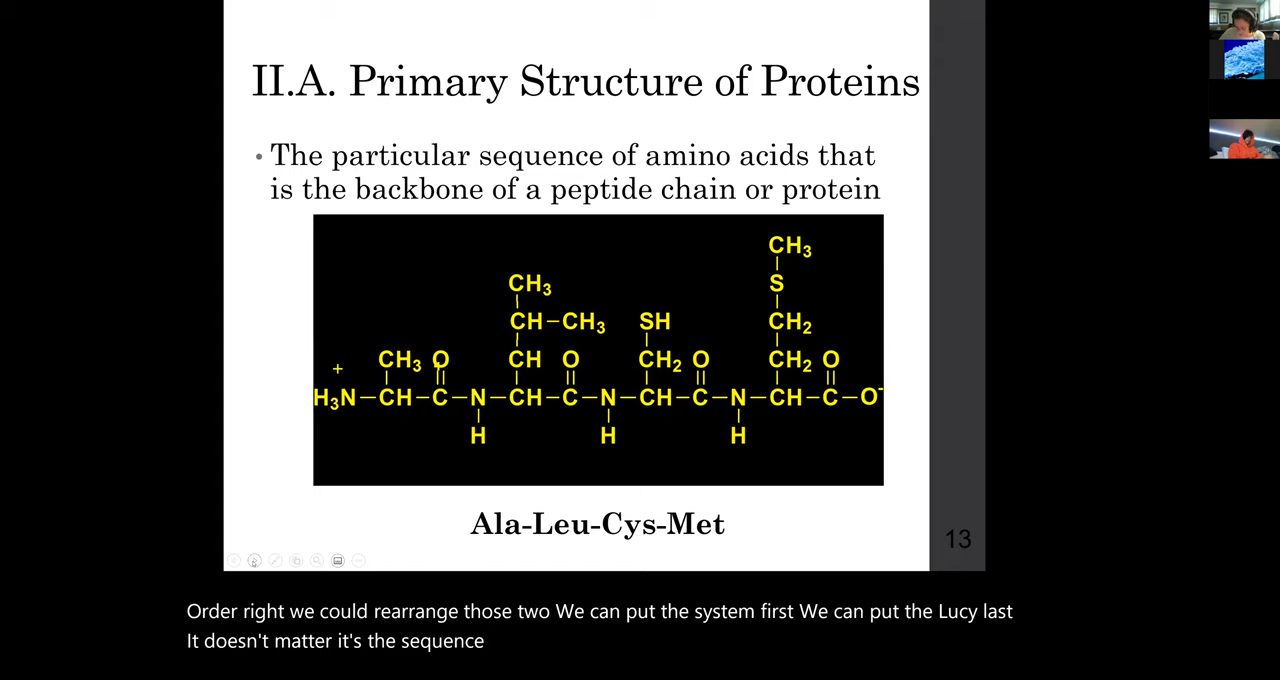 II.A. Primary Structure of Proteins
• The particular sequence of amino acids that
is the backbone of a peptide chain or protein
CH3
CH3 S
CH–CH3 SH CH2
+ CH3 O CH O CH2 O CH2 O
H3N–CH–C–N–CH–C–N–CH–C–N–CH–C–O-
H H H
Ala-Leu-Cys-Met
13
Order right we could rearrange those two We can put the system first We can put the Lucy last
It doesn't matter it's the sequence